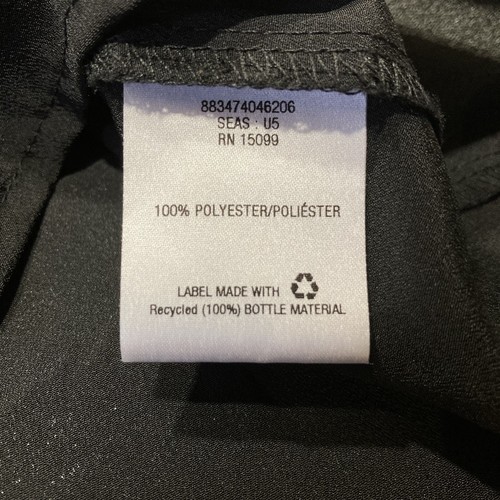 883474046206
SEAS : U5
RN 15099
100% POLYESTER/POLIÉSTER
LABEL MADE WITH
Recycled (100%) BOTTLE MATERIAL